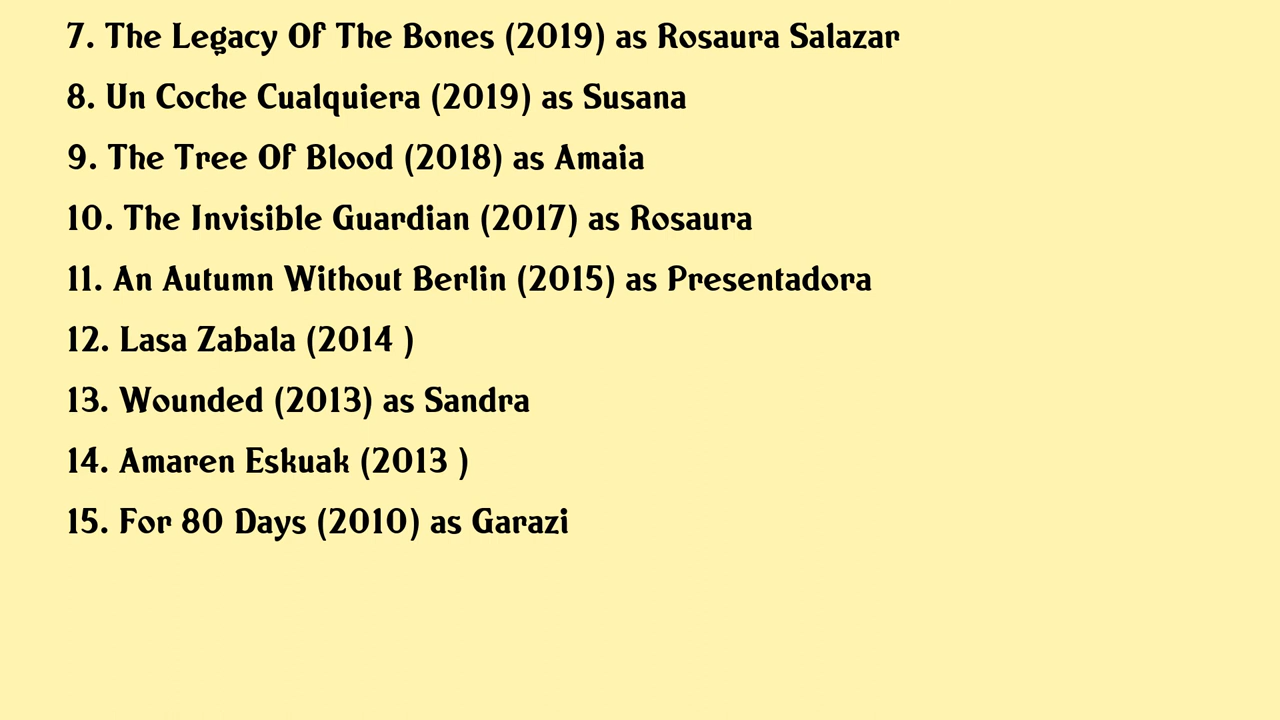 7. The Legacy Of The Bones (2019) as Rosaura Salazar
8. Un Coche Cualquiera (2019) as Susana
9. The Tree Of Blood (2018) as Amaia
10. The Invisible Guardian (2017) as Rosaura
11. An Autumn Without Berlin (2015) as Presentadora
12. Lasa Zabala (2014 )
13. Wounded (2013) as Sandra
14. Amaren Eskuak (2013 )
15. For 80 Days (2010) as Garazi